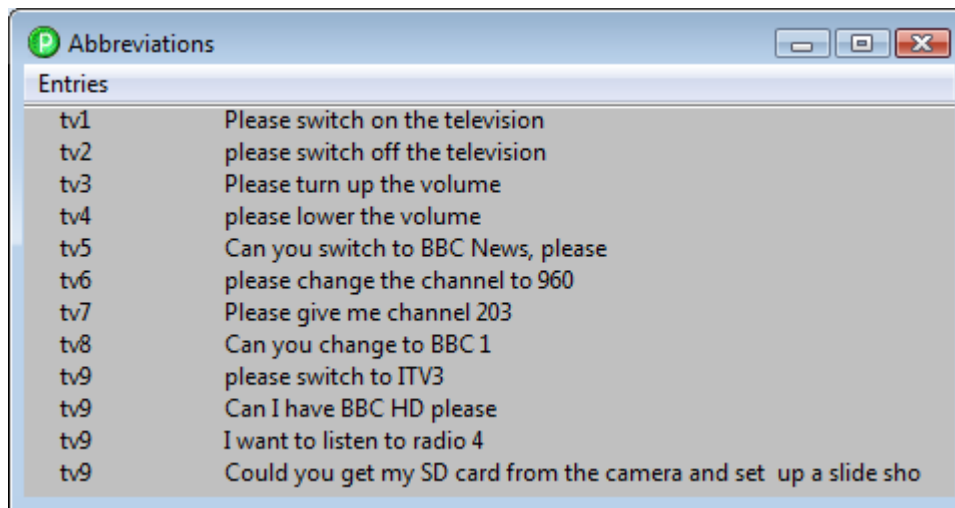 P Abbreviations
Entries
tv1 Please switch on the television
tv2 please switch off the television
tv3 Please turn up the volume
tv4 please lower the volume
tv5 Can you switch to BBC News, please
tv6 please change the channel to 960
tv7 Please give me channel 203
tv8 Can you change to BBC 1
tv9 please switch to ITV3
tv9 Can I have BBC HD please
tv9 I want to listen to radio 4
tv9 Could you get my SD card from the camera and set  up a slide sho